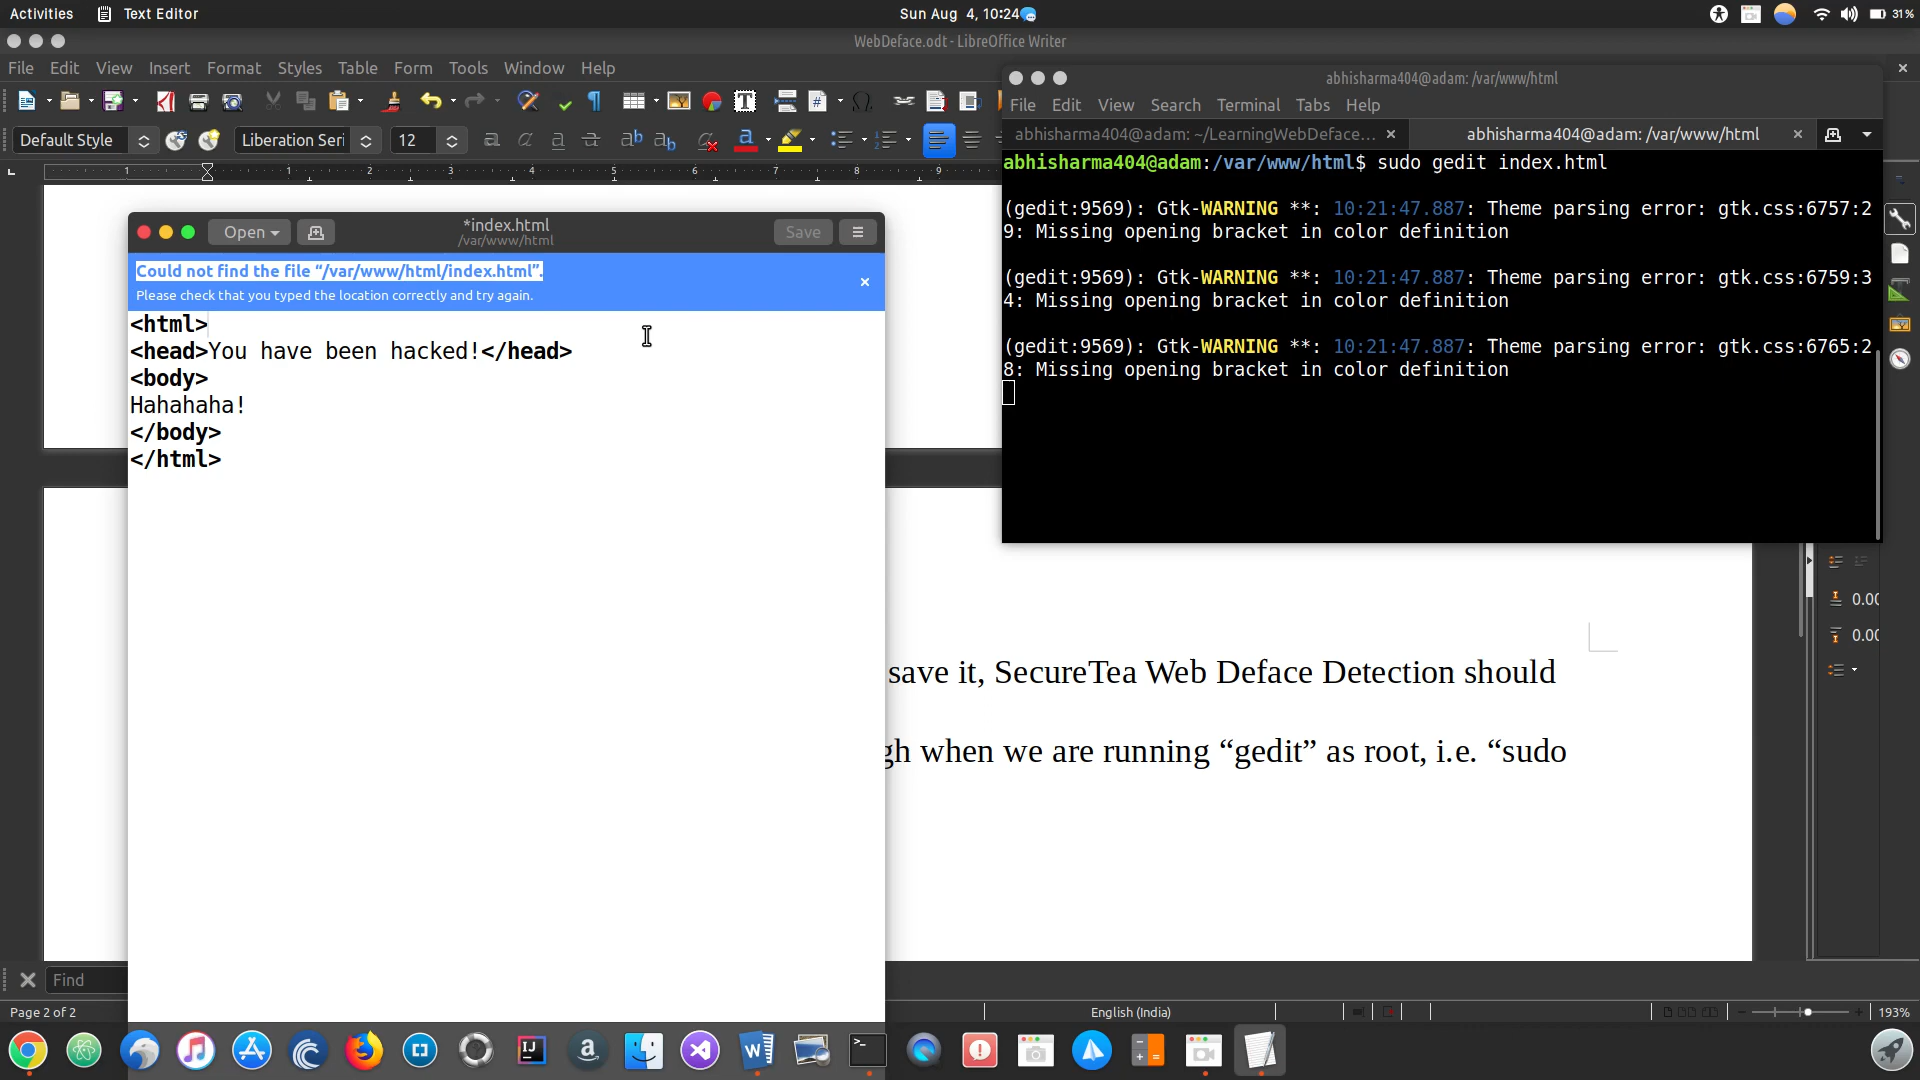 Activities Text Editor Sun Aug 4, 10:24 31%
WebDeface.odt - LibreOffice Writer
File Edit View Insert Format Styles Table Form Tools Window Help
Default Style Liberation Seri 12
1 1 2 3 4 5 6 7 8 9
abhisharma404@adam: /var/www/html
File Edit View Search Terminal Tabs Help
abhisharma404@adam: ~/LearningWebDeface... abhisharma404@adam: /var/www/html
abhisharma404@adam:/var/www/html$ sudo gedit index.html
(gedit:9569): Gtk-WARNING **: 10:21:47.887: Theme parsing error: gtk.css:6757:2
9: Missing opening bracket in color definition
(gedit:9569): Gtk-WARNING **: 10:21:47.887: Theme parsing error: gtk.css:6759:3
4: Missing opening bracket in color definition
(gedit:9569): Gtk-WARNING **: 10:21:47.887: Theme parsing error: gtk.css:6765:2
8: Missing opening bracket in color definition
Open *index.html Save
/var/www/html
Could not find the file “/var/www/html/index.html”.
Please check that you typed the location correctly and try again.
<html>
<head>You have been hacked!</head>
<body>
Hahahaha!
</body>
</html>
0.00
0.00
save it, SecureTea Web Deface Detection should
gh when we are running “gedit” as root, i.e. “sudo
Find
Page 2 of 2 English (India) 193%